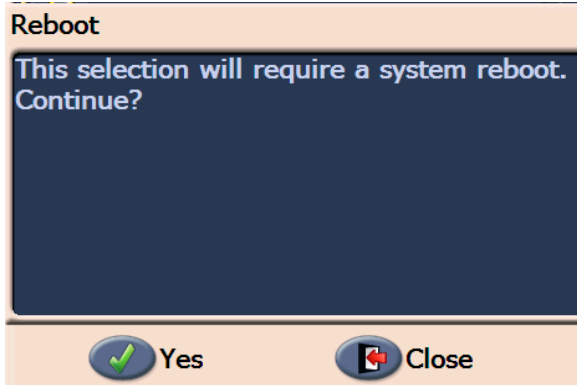 Reboot
This selection will require a system reboot.
Continue?
Yes
Close